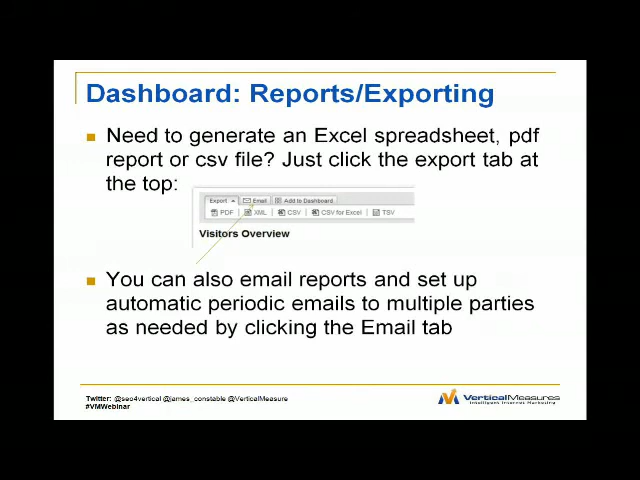 Dashboard: Reports/Exporting
Need to generate an Excel spreadsheet, pdf
report or csv file? Just click the export tab at
the top:
Export Email Add to Dashboard
PDF XML CSV CSV for Excel TSV
Visitors Overview
You can also email reports and set up
automatic periodic emails to multiple parties
as needed by clicking the Email tab
Twitter: @seo4vertical @james_constable @VerticalMeasure
#VMWebinar
VerticalMeasures
Intelligent Internet Marketing